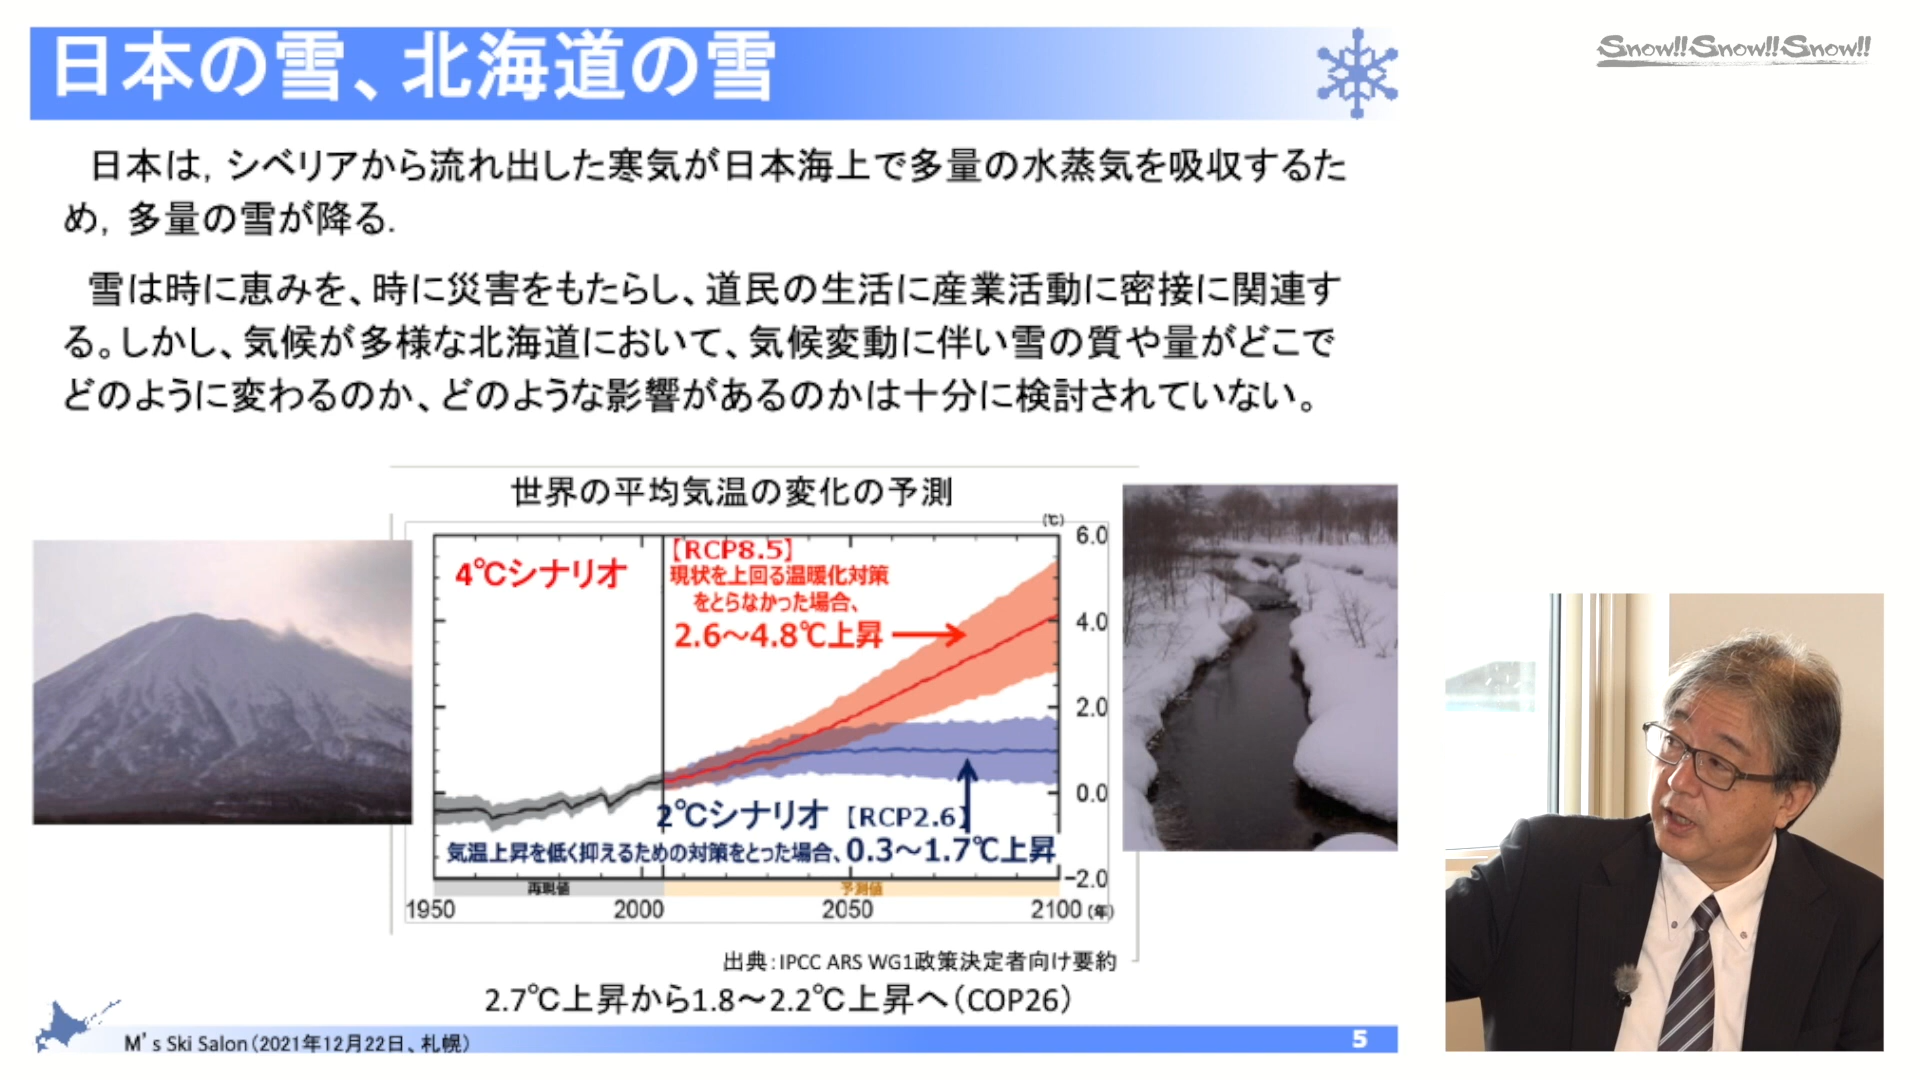 日本の雪、北海道の雪
Snow!! Snow!! Snow!!
日本は，シベリアから流れ出した寒気が日本海上で多量の水蒸気を吸収するた
め，多量の雪が降る．
雪は時に恵みを、時に災害をもたらし、道民の生活に産業活動に密接に関連す
る。しかし、気候が多様な北海道において、気候変動に伴い雪の質や量がどこで
どのように変わるのか、どのような影響があるのかは十分に検討されていない。
世界の平均気温の変化の予測
(℃)
6.0
4.0
2.0
0.0
-2.0
4℃シナリオ
【RCP8.5】
現状を上回る温暖化対策
をとらなかった場合、
2.6～4.8℃上昇
2℃シナリオ 【RCP2.6】
気温上昇を低く抑えるための対策をとった場合、0.3～1.7℃上昇
再現値
予測値
1950 2000 2050 2100 (年)
出典：IPCC ARS WG1政策決定者向け要約
2.7℃上昇から1.8～2.2℃上昇へ（COP26）
M's Ski Salon（2021年12月22日、札幌）
5